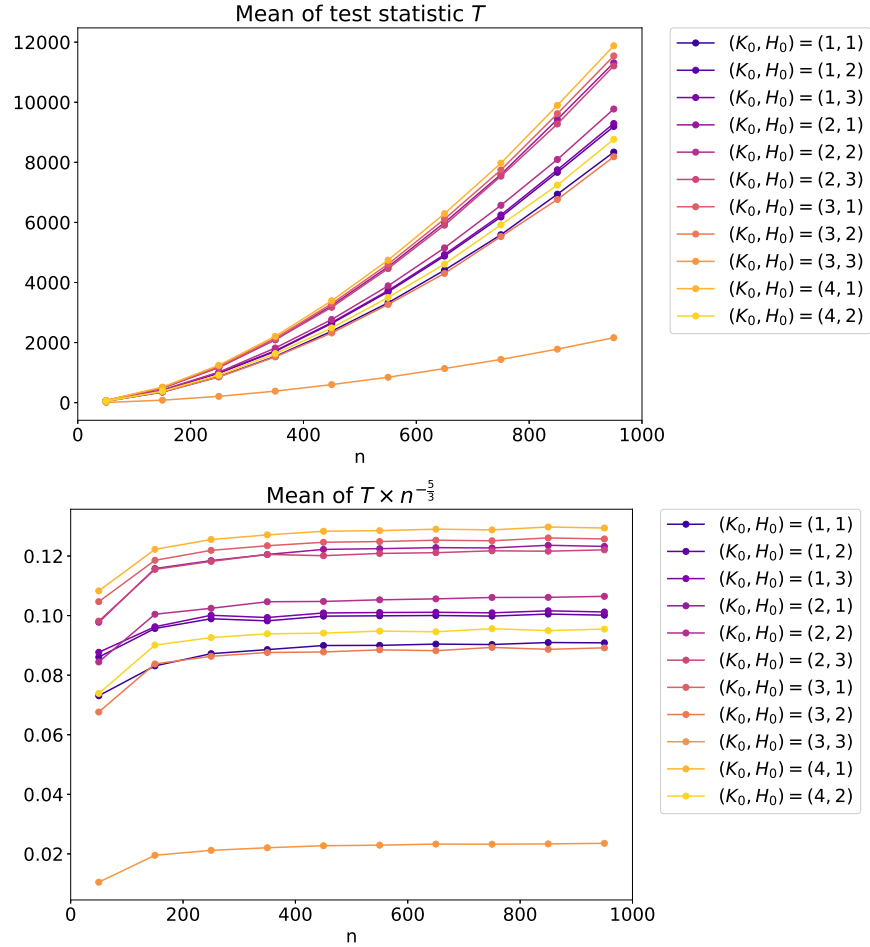 Mean of test statistic T
12000
10000
8000
6000
4000
2000
0
0 200 400 600 800 1000
n
(K₀, H₀) = (1, 1)
(K₀, H₀) = (1, 2)
(K₀, H₀) = (1, 3)
(K₀, H₀) = (2, 1)
(K₀, H₀) = (2, 2)
(K₀, H₀) = (2, 3)
(K₀, H₀) = (3, 1)
(K₀, H₀) = (3, 2)
(K₀, H₀) = (3, 3)
(K₀, H₀) = (4, 1)
(K₀, H₀) = (4, 2)
Mean of T × n^{-5/3}
0.12
0.10
0.08
0.06
0.04
0.02
0 200 400 600 800 1000
n
(K₀, H₀) = (1, 1)
(K₀, H₀) = (1, 2)
(K₀, H₀) = (1, 3)
(K₀, H₀) = (2, 1)
(K₀, H₀) = (2, 2)
(K₀, H₀) = (2, 3)
(K₀, H₀) = (3, 1)
(K₀, H₀) = (3, 2)
(K₀, H₀) = (3, 3)
(K₀, H₀) = (4, 1)
(K₀, H₀) = (4, 2)